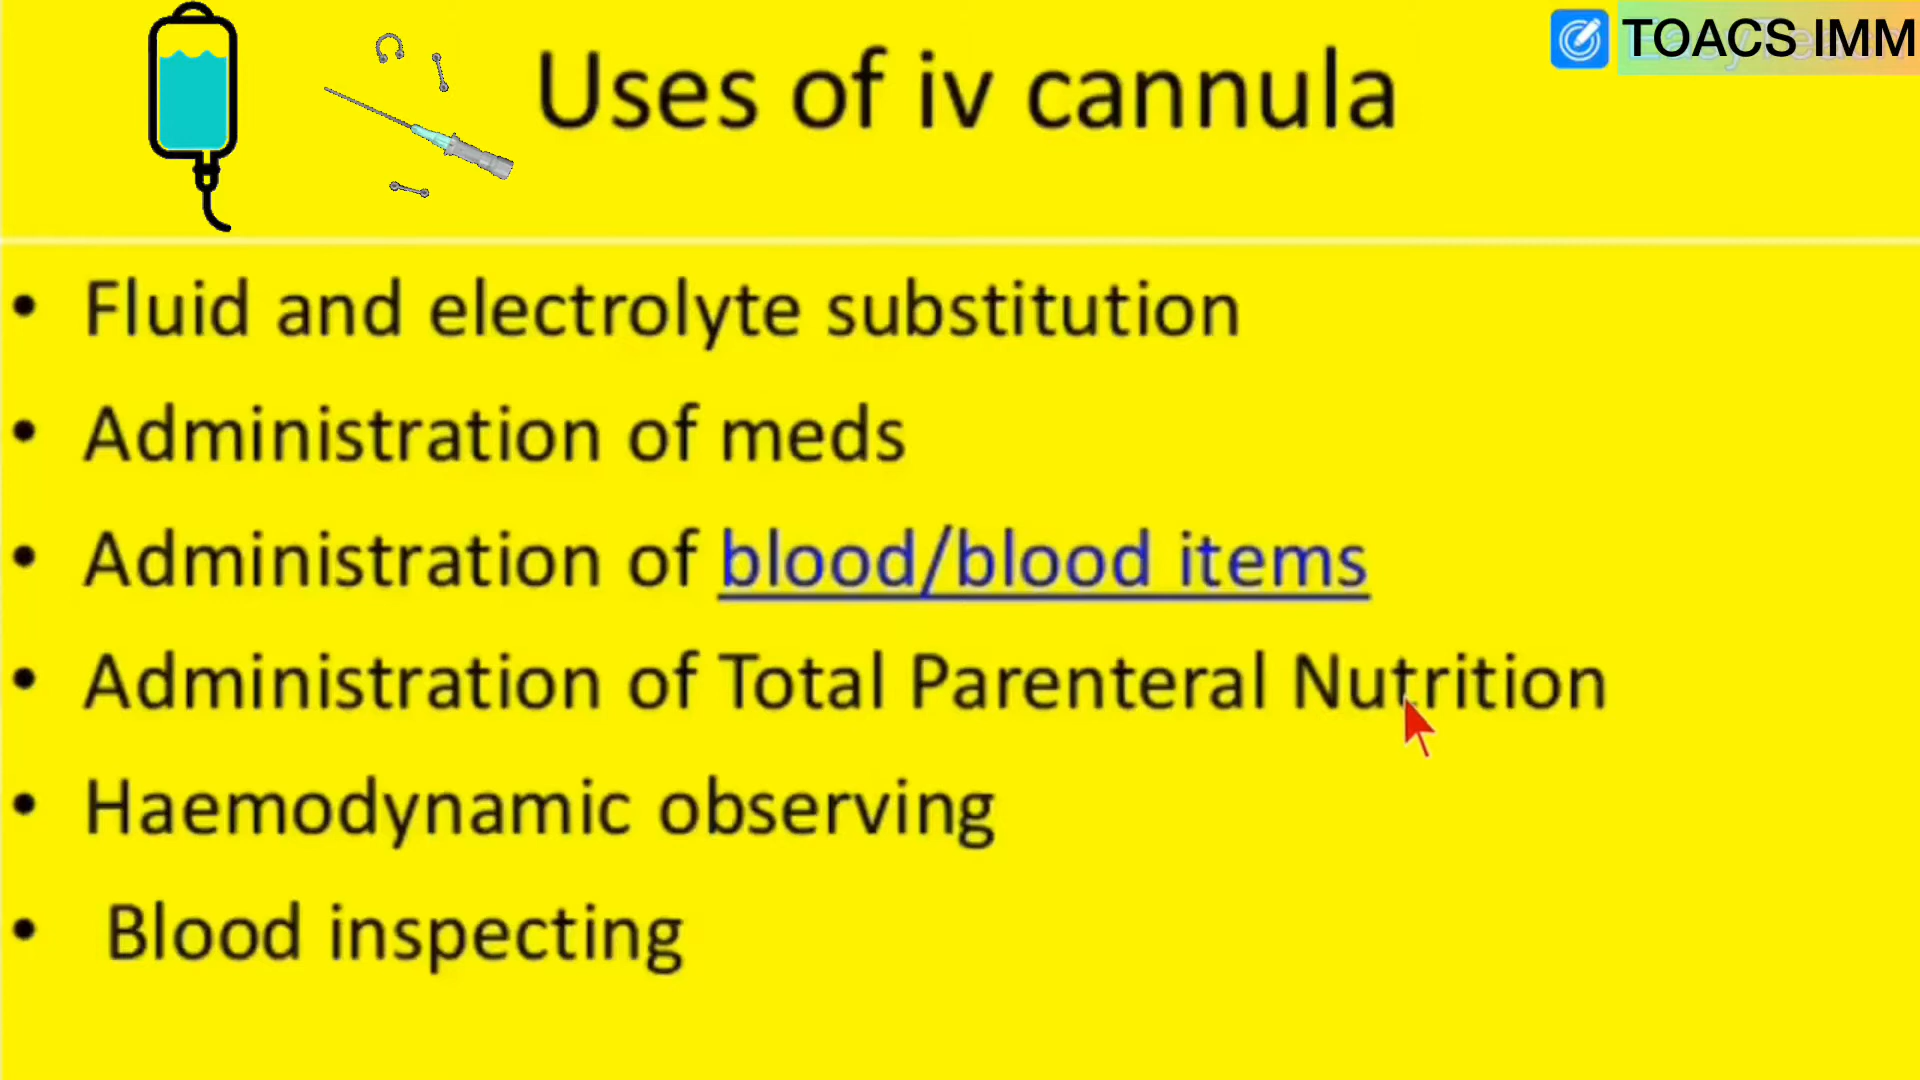 TOACS IMM
Uses of iv cannula
• Fluid and electrolyte substitution
• Administration of meds
• Administration of blood/blood items
• Administration of Total Parenteral Nutrition
• Haemodynamic observing
• Blood inspecting